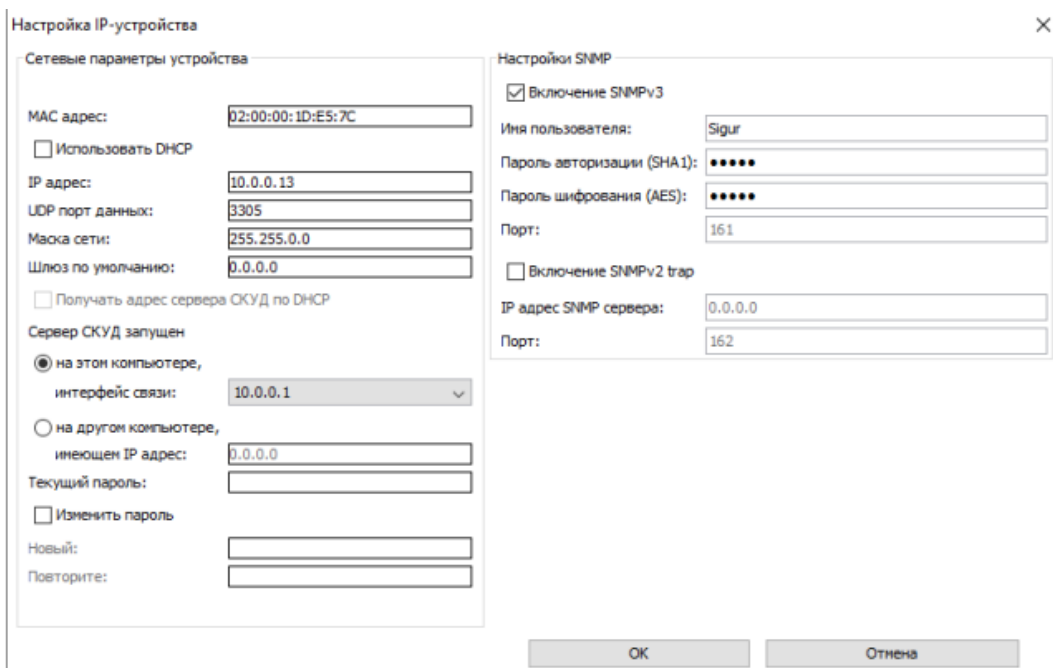 Настройка IP-устройства
Сетевые параметры устройства
MAC адрес: 02:00:00:1D:E5:7C
Использовать DHCP
IP адрес: 10.0.0.13
UDP порт данных: 3305
Маска сети: 255.255.0.0
Шлюз по умолчанию: 0.0.0.0
Получать адрес сервера СКУД по DHCP
Сервер СКУД запущен
на этом компьютере,
интерфейс связи: 10.0.0.1
на другом компьютере,
имеющем IP адрес: 0.0.0.0
Текущий пароль:
Изменить пароль
Новый:
Повторите:
Настройки SNMP
Включение SNMPv3
Имя пользователя: Sigur
Пароль авторизации (SHA1): •••••
Пароль шифрования (AES): •••••
Порт: 161
Включение SNMPv2 trap
IP адрес SNMP сервера: 0.0.0.0
Порт: 162
OK Отмена